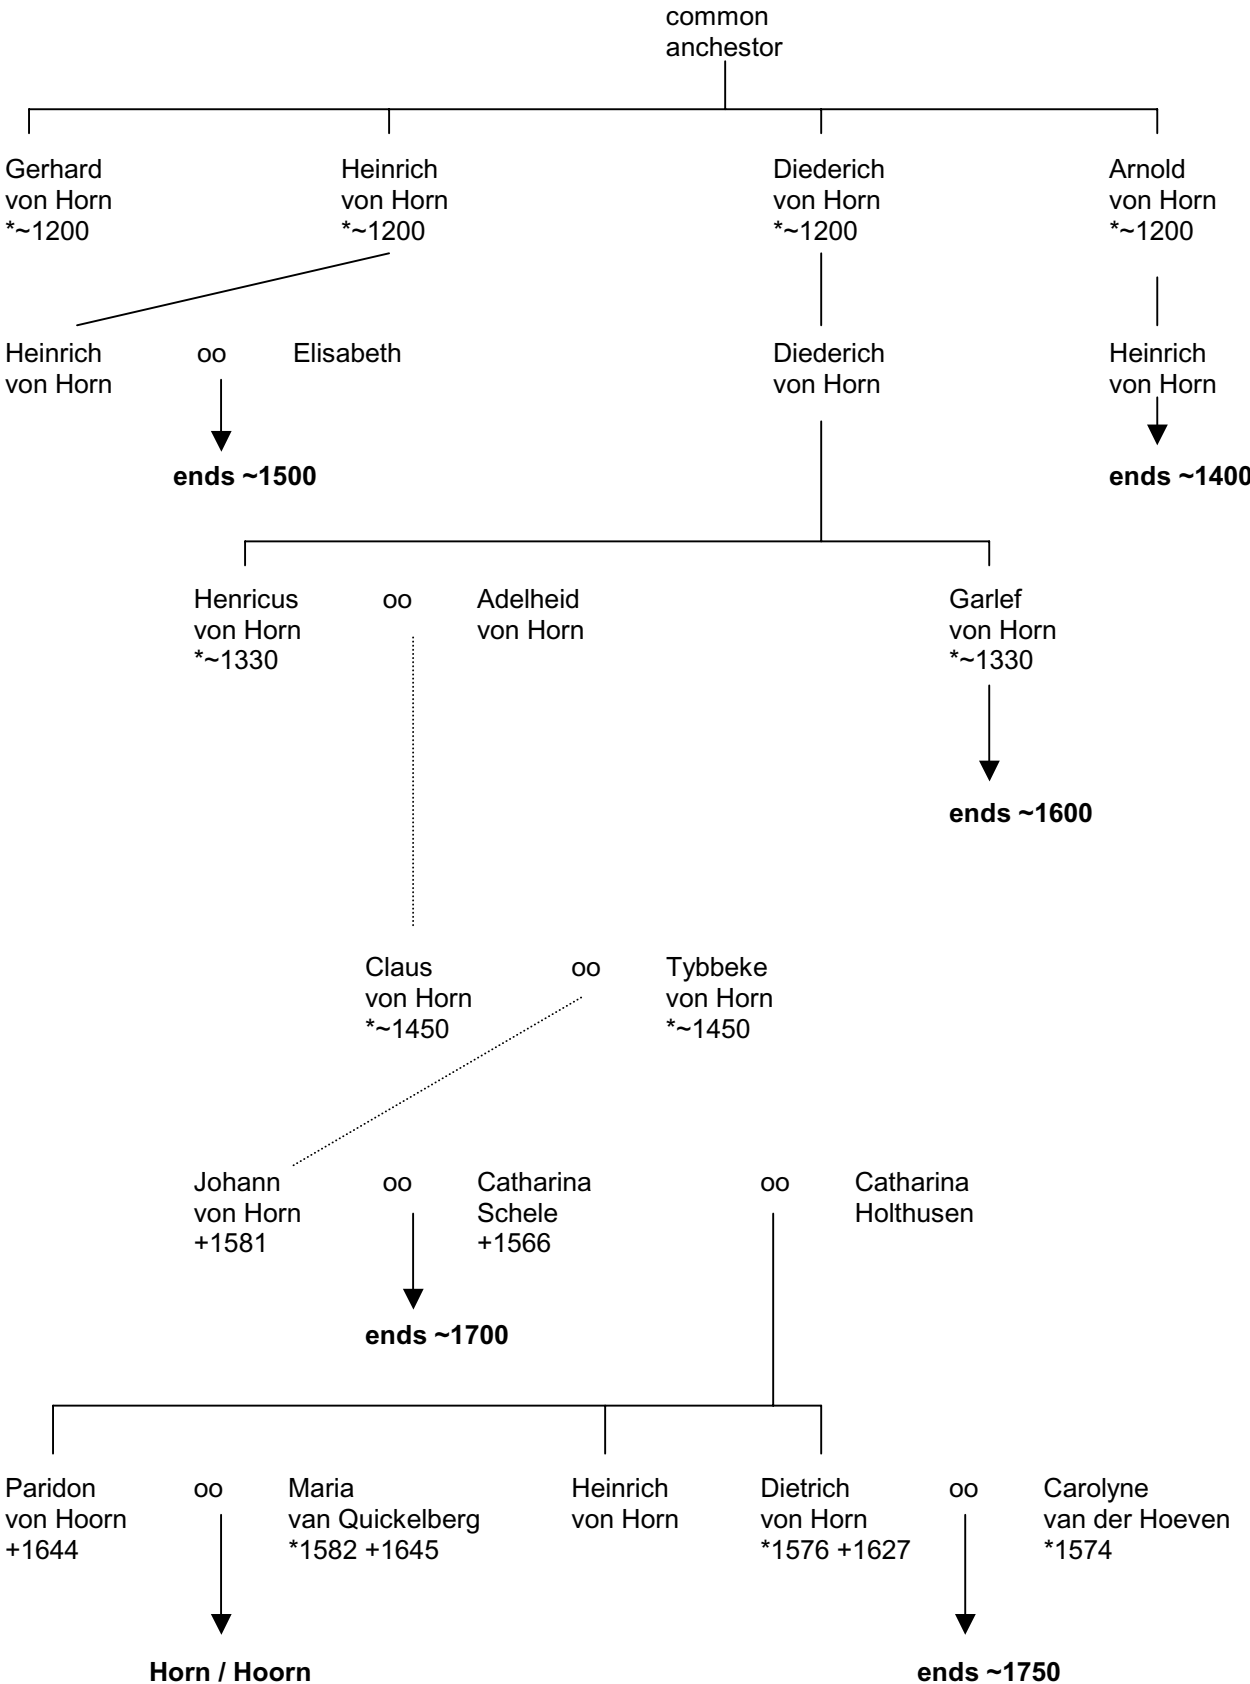 common
anchestor
Gerhard
von Horn
*~1200
Heinrich
von Horn
*~1200
Diederich
von Horn
*~1200
Arnold
von Horn
*~1200
Heinrich
von Horn
oo
Elisabeth
Diederich
von Horn
Heinrich
von Horn
ends ~1500
ends ~1400
Henricus
von Horn
*~1330
oo
Adelheid
von Horn
Garlef
von Horn
*~1330
ends ~1600
Claus
von Horn
*~1450
oo
Tybbeke
von Horn
*~1450
Johann
von Horn
+1581
oo
Catharina
Schele
+1566
oo
Catharina
Holthusen
ends ~1700
Paridon
von Hoorn
+1644
oo
Maria
van Quickelberg
*1582 +1645
Heinrich
von Horn
Dietrich
von Horn
*1576 +1627
oo
Carolyne
van der Hoeven
*1574
Horn / Hoorn
ends ~1750